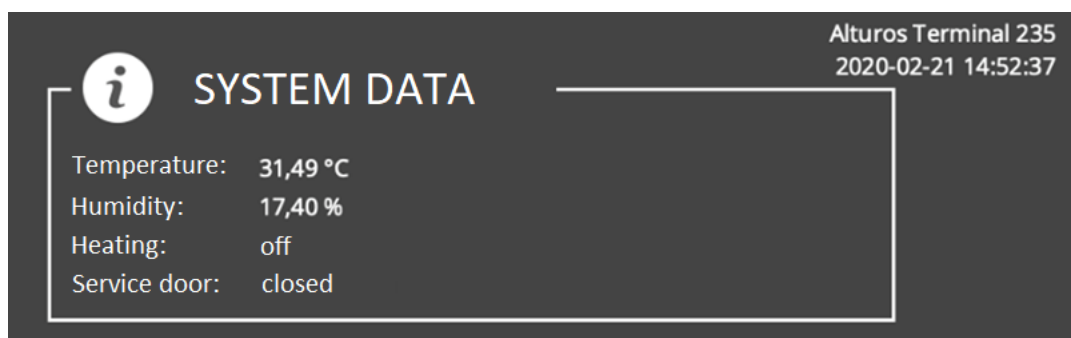 Alturos Terminal 235
2020-02-21 14:52:37
i SYSTEM DATA
Temperature: 31,49 °C
Humidity: 17,40 %
Heating: off
Service door: closed